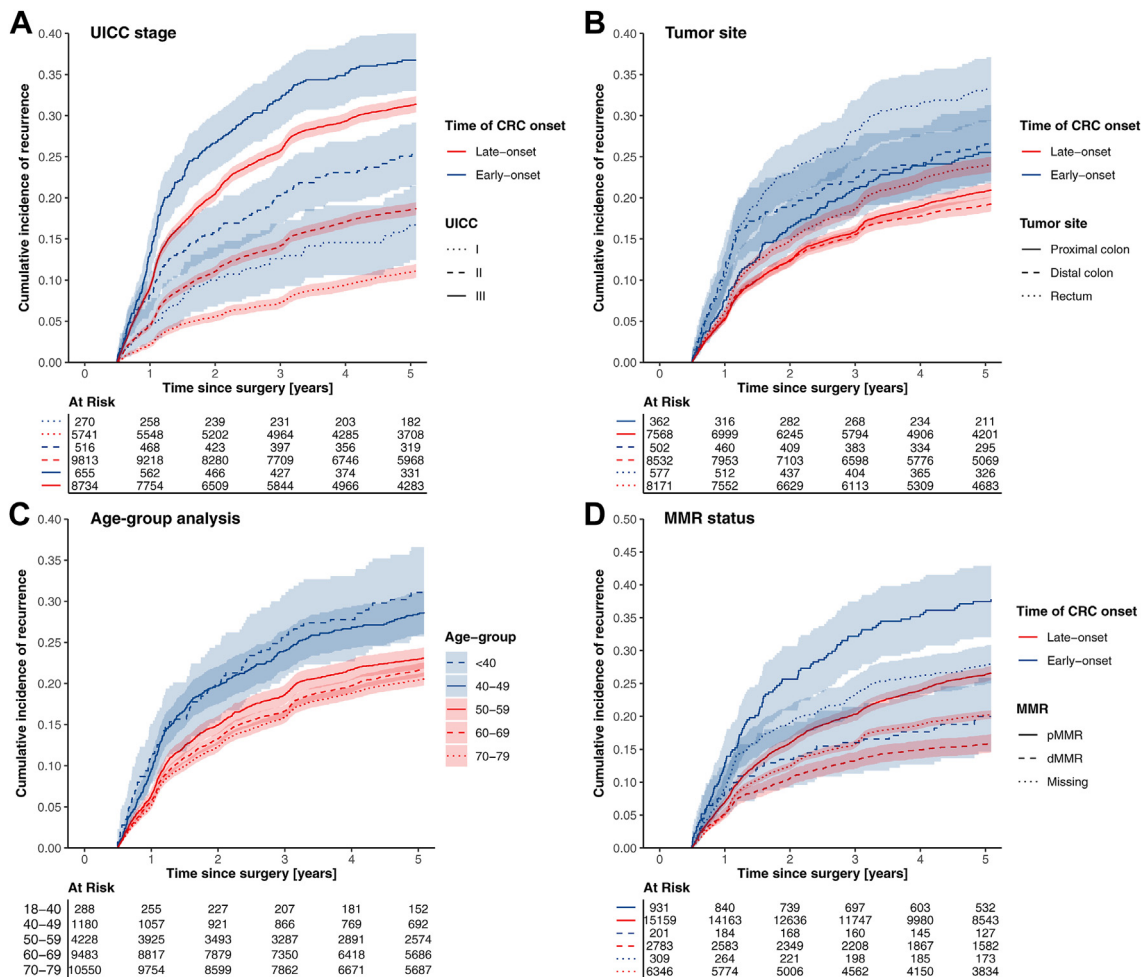 A
UICC stage
Cumulative incidence of recurrence
0.40
0.35
0.30
0.25
0.20
0.15
0.10
0.05
0.00
0 1 2 3 4 5
Time since surgery [years]
Time of CRC onset
Late-onset
Early-onset
UICC
I
II
III
At Risk
270 258 239 231 203 182
5741 5548 5202 4964 4285 3708
516 468 423 397 356 319
9813 9218 8280 7709 6746 5968
655 562 466 427 374 331
8734 7754 6509 5844 4966 4283
B
Tumor site
Cumulative incidence of recurrence
0.40
0.35
0.30
0.25
0.20
0.15
0.10
0.05
0.00
0 1 2 3 4 5
Time since surgery [years]
Time of CRC onset
Late-onset
Early-onset
Tumor site
Proximal colon
Distal colon
Rectum
At Risk
362 316 282 268 234 211
7568 6999 6245 5794 4906 4201
502 460 409 383 334 295
8532 7953 7103 6598 5776 5069
577 512 437 404 365 326
8171 7552 6629 6113 5309 4683
C
Age-group analysis
Cumulative incidence of recurrence
0.40
0.35
0.30
0.25
0.20
0.15
0.10
0.05
0.00
0 1 2 3 4 5
Time since surgery [years]
Age-group
<40
40-49
50-59
60-69
70-79
At Risk
18-40 288 255 227 207 181 152
40-49 1180 1057 921 866 769 692
50-59 4228 3925 3493 3287 2891 2574
60-69 9483 8817 7879 7350 6418 5686
70-79 10550 9754 8599 7862 6671 5687
D
MMR status
Cumulative incidence of recurrence
0.50
0.45
0.40
0.35
0.30
0.25
0.20
0.15
0.10
0.05
0.00
0 1 2 3 4 5
Time since surgery [years]
Time of CRC onset
Late-onset
Early-onset
MMR
pMMR
dMMR
Missing
At Risk
931 840 739 697 603 532
15159 14163 12636 11747 9980 8543
201 184 168 160 145 127
2783 2583 2349 2208 1867 1582
309 264 221 198 185 173
6346 5774 5006 4562 4150 3835